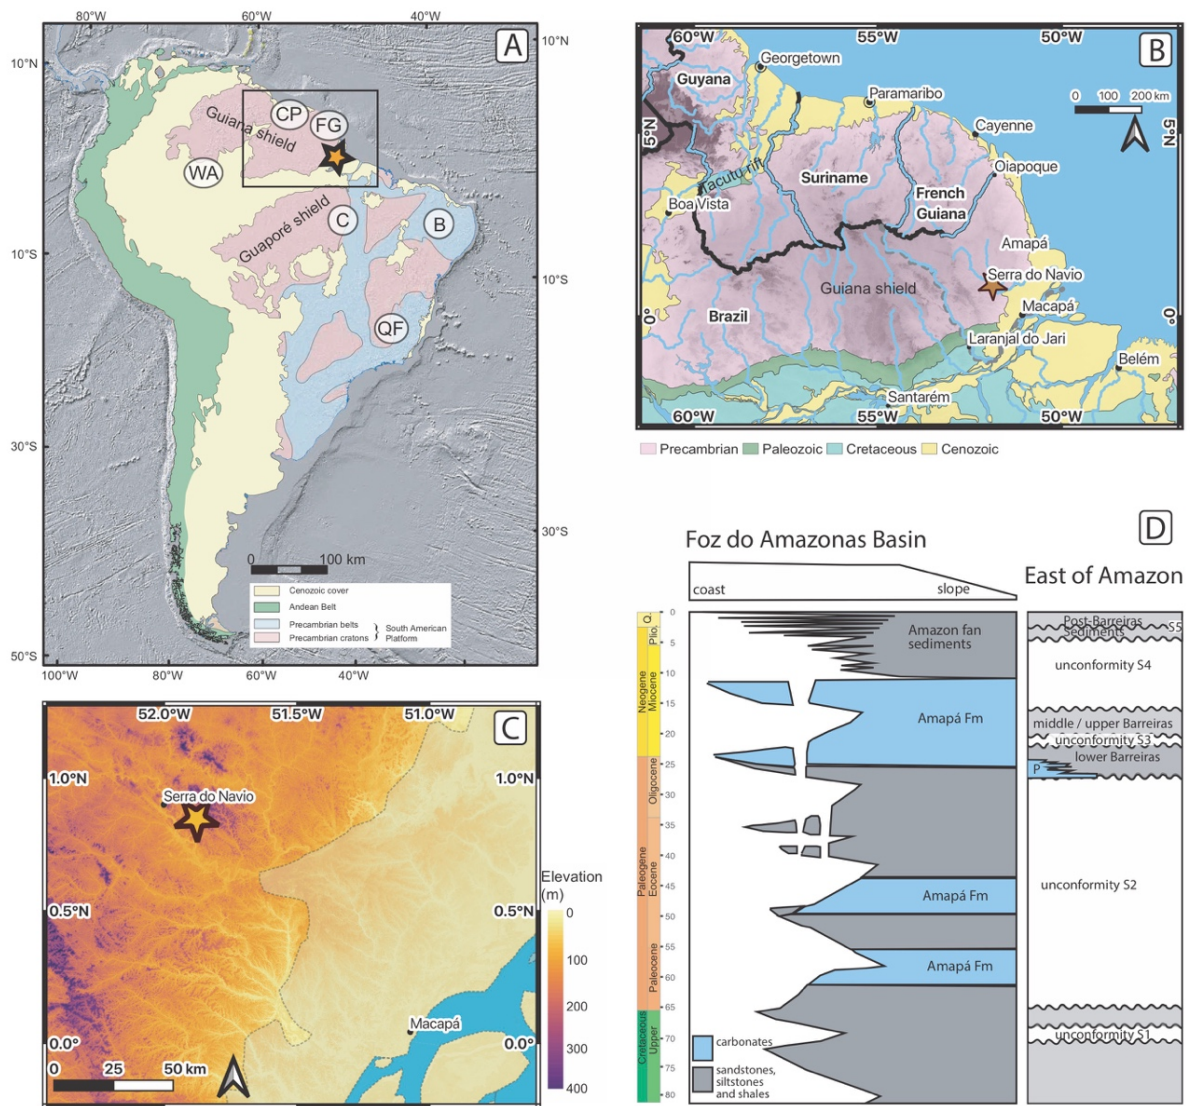 80°W
60°W
40°W
A
10°N
10°N
CP
FG
Guiana shield
WA
Guaporé shield
C
B
10°S
10°S
QF
30°S
30°S
0
100 km
Cenozoic cover
Andean Belt
Precambrian belts
Precambrian cratons
South American
Platform
50°S
100°W
80°W
60°W
40°W
60°W
55°W
50°W
B
Georgetown
Guyana
Paramaribo
0
100
200 km
Cayenne
5°N
5°N
Tacutu rift
Suriname
Oiapoque
French
Guiana
Boa Vista
Amapá
Serra do Navio
Guiana shield
Macapá
0°
0°
Brazil
Laranjal do Jari
Belém
Santarém
60°W
55°W
50°W
Precambrian
Paleozoic
Cretaceous
Cenozoic
52.0°W
51.5°W
51.0°W
C
1.0°N
1.0°N
Serra do Navio
0.5°N
0.5°N
Macapá
0.0°
0.0°
0
25
50 km
Elevation
(m)
0
100
200
300
400
D
Foz do Amazonas Basin
East of Amazon
coast
slope
Q.
Plio.
Neogene
Miocene
Oligocene
Paleogene
Eocene
Paleocene
Cretaceous
Upper
0
5
10
15
20
25
30
35
40
45
50
55
60
65
70
75
80
Amazon fan
sediments
Amapá Fm
Amapá Fm
Amapá Fm
carbonates
sandstones,
siltstones
and shales
Post-Barreiras
Sediments
S5
unconformity S4
middle / upper Barreiras
unconformity S3
lower Barreiras
P
unconformity S2
unconformity S1